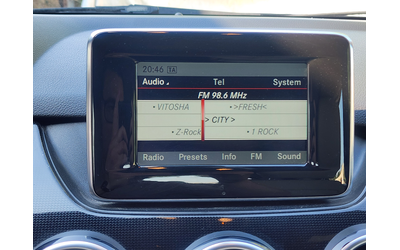 20:46 TA
Audio Tel System
FM 98.6 MHz
• VITOSHA • >FRESH<
> CITY >
• Z-Rock • 1 ROCK
Radio Presets Info FM Sound